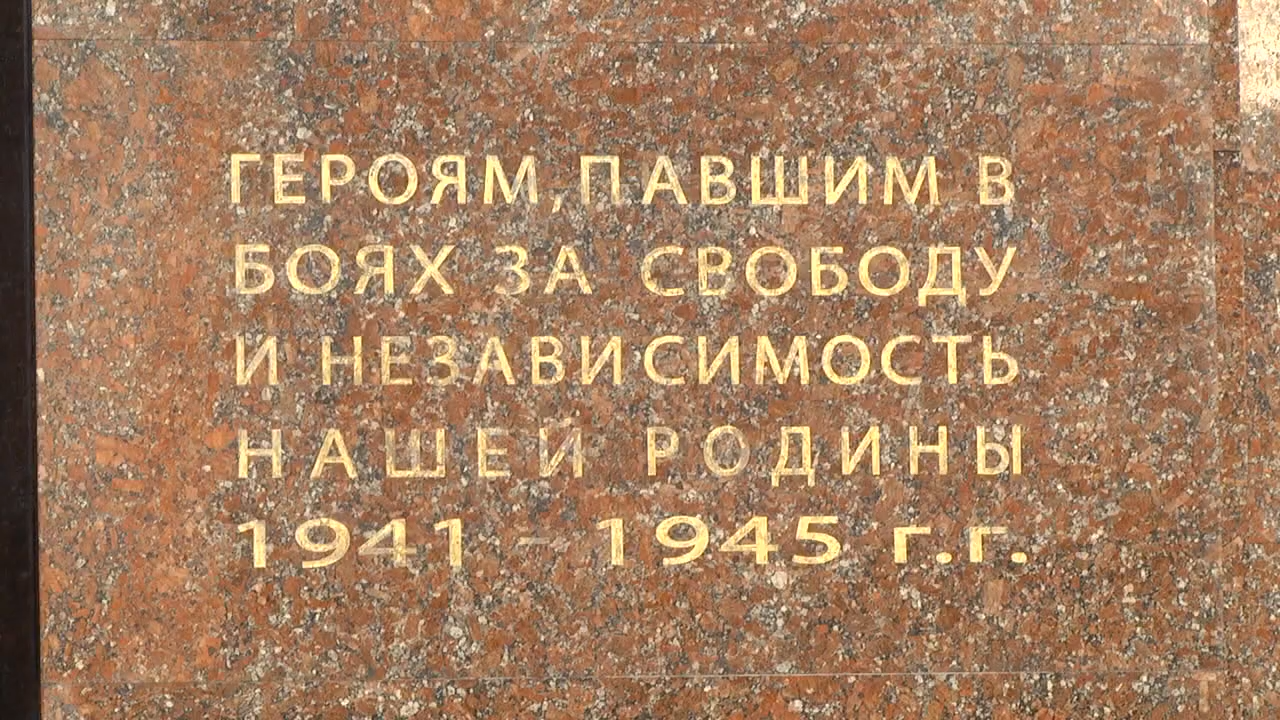 ГЕРОЯМ, ПАВШИМ В
БОЯХ ЗА СВОБОДУ
И НЕЗАВИСИМОСТЬ
НАШЕЙ РОДИНЫ
1941 - 1945 г.г.